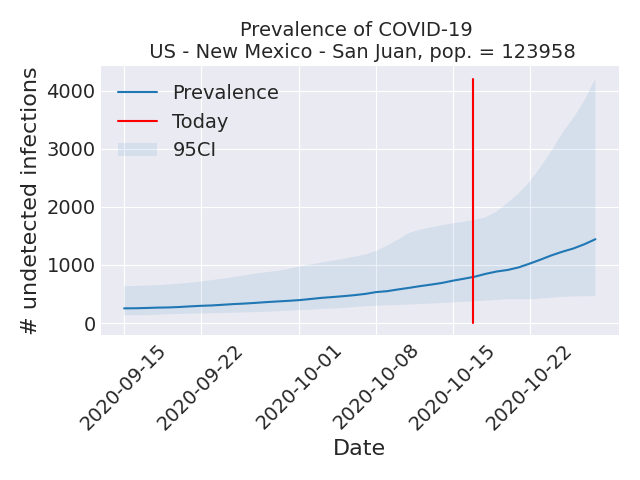 Prevalence of COVID-19
US - New Mexico - San Juan, pop. = 123958
# undetected infections
4000
3000
2000
1000
0
Prevalence
Today
95CI
2020-09-15
2020-09-22
2020-10-01
2020-10-08
2020-10-15
2020-10-22
Date